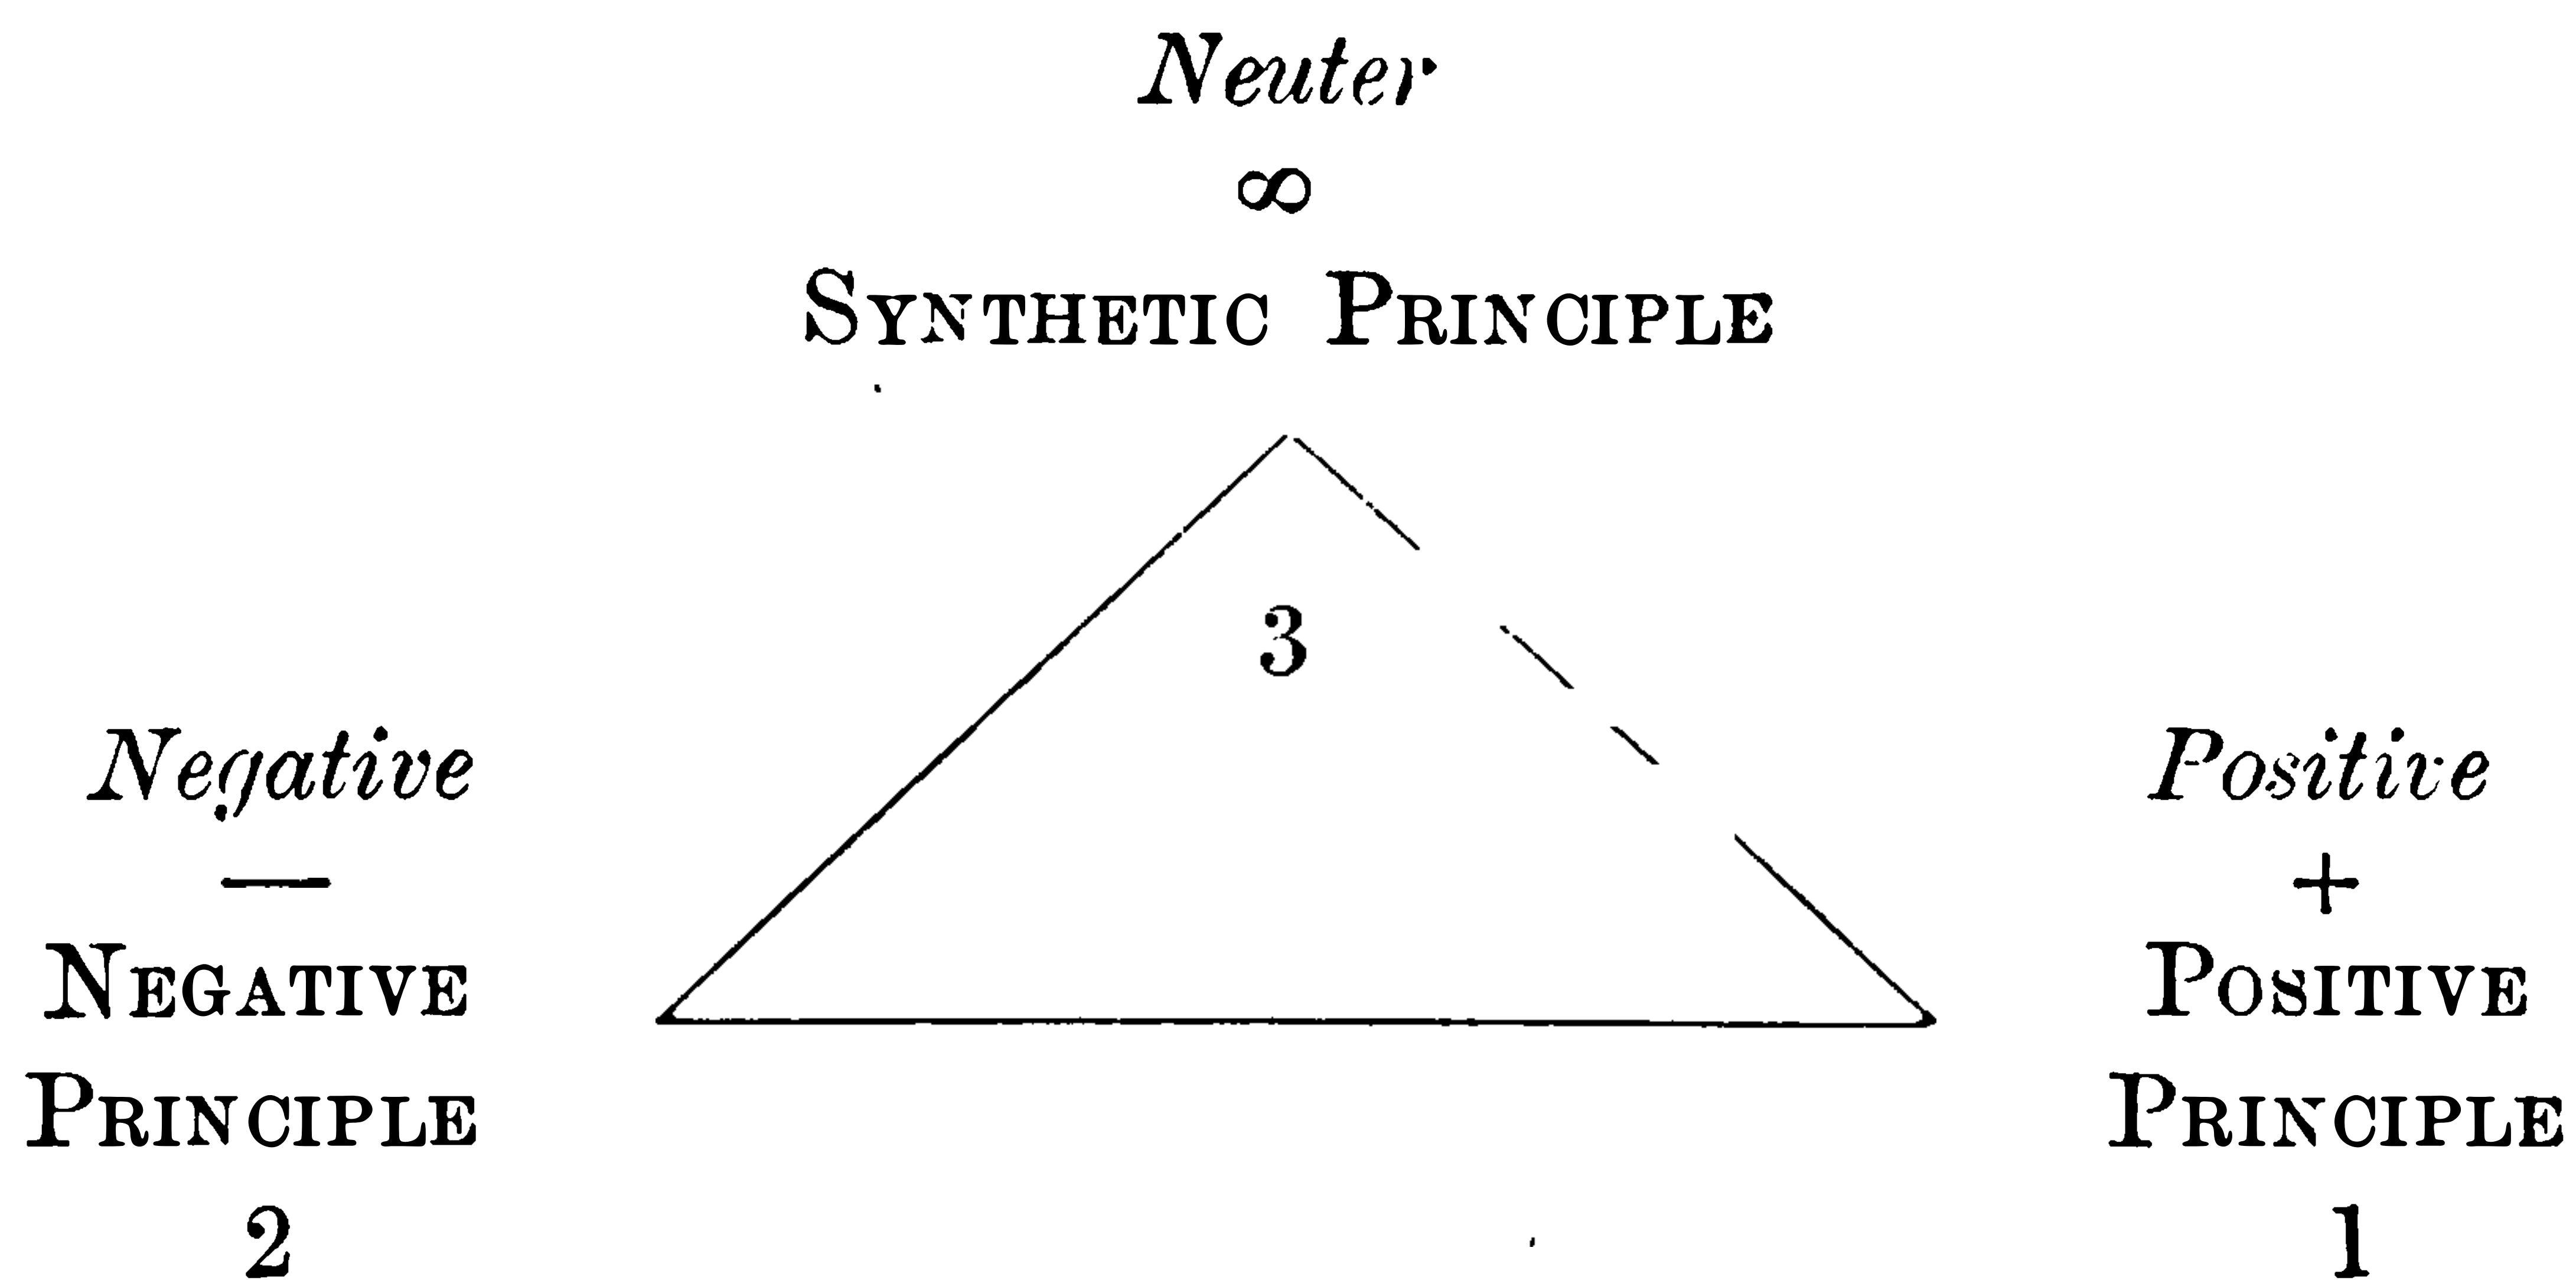 Neuter
∞
SYNTHETIC PRINCIPLE
3
Negative
—
NEGATIVE
PRINCIPLE
2
Positive
+
POSITIVE
PRINCIPLE
1